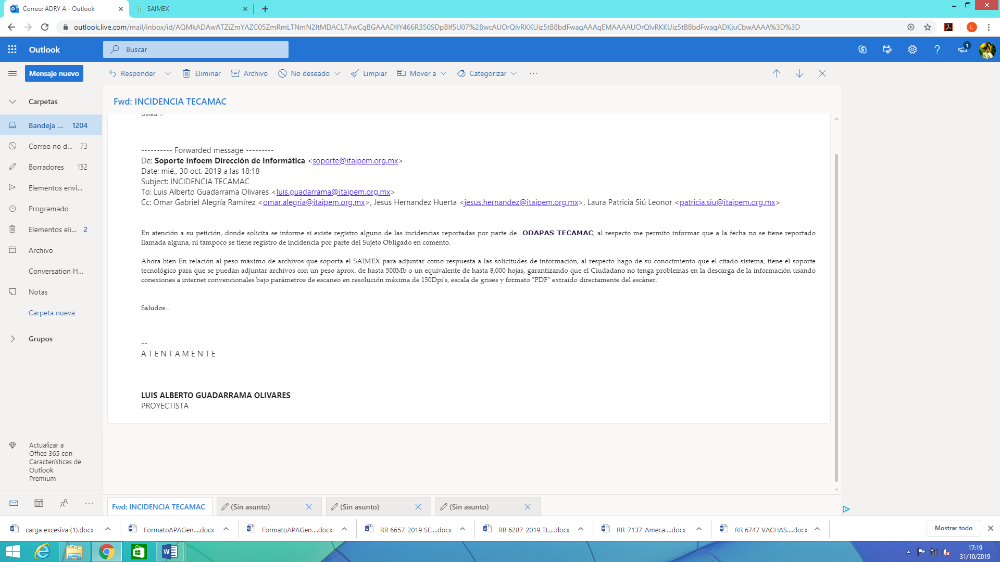 Correo: ADRY A - Outlook
SAIMEX
outlook.live.com/mail/inbox/id/AQMkADAwATZiZmYAZC05ZmRmLTNmN2ItMDACLTAwCgBGAAADIlY466R350SDpBlf5U07%2BwcAUOrQIvRKKUiz5tB8bdFwagAAAgEMAAAAUOrQIvRKKUiz5tB8bdFwagADKjuCbwAAAA%3D%3D
L
Outlook
Buscar
1
Mensaje nuevo
Responder
Eliminar
Archivo
No deseado
Limpiar
Mover a
Categorizar
Carpetas
Bandeja ... 1204
Correo no d... 73
Borradores 132
Elementos envi...
Programado
Elementos eli... 2
Archivo
Conversation H...
Notas
Carpeta nueva
Grupos
Actualizar a
Office 365 con
Características de
Outlook
Premium
Fwd: INCIDENCIA TECAMAC
Usted
---------- Forwarded message ---------
De: Soporte Infoem Dirección de Informática <soporte@itaipem.org.mx>
Date: mié., 30 oct. 2019 a las 18:18
Subject: INCIDENCIA TECAMAC
To: Luis Alberto Guadarrama Olivares <luis.guadarrama@itaipem.org.mx>
Cc: Omar Gabriel Alegría Ramírez <omar.alegria@itaipem.org.mx>, Jesus Hernandez Huerta <jesus.hernandez@itaipem.org.mx>, Laura Patricia Siú Leonor <patricia.siu@itaipem.org.mx>
En atención a su petición, donde solicita se informe si existe registro alguno de las incidencias reportadas por parte de ODAPAS TECAMAC, al respecto me permito informar que a la fecha no se tiene reportado
llamada alguna, ni tampoco se tiene registro de incidencia por parte del Sujeto Obligado en comento.
Ahora bien En relación al peso máximo de archivos que soporta el SAIMEX para adjuntar como respuesta a las solicitudes de información, al respecto hago de su conocimiento que el citado sistema, tiene el soporte
tecnológico para que se puedan adjuntar archivos con un peso aprox. de hasta 500Mb o un equivalente de hasta 8,000 hojas, garantizando que el Ciudadano no tenga problemas en la descarga de la información usando
conexiones a internet convencionales bajo parámetros de escaneo en resolución máxima de 150Dpi's, escala de grises y formato "PDF" extraído directamente del escáner.
Saludos...
--
A T E N T A M E N T E
LUIS ALBERTO GUADARRAMA OLIVARES
PROYECTISTA
Fwd: INCIDENCIA TECAMAC
(Sin asunto)
(Sin asunto)
(Sin asunto)
carga excesiva (1).docx
FormatoAPAGen....docx
FormatoAPAGen....docx
RR 6657-2019 SE....docx
RR 6287-2019 TL....docx
RR-7137-Ameca....docx
RR 6747 VACHAS....docx
Mostrar todo
17:19
31/10/2019